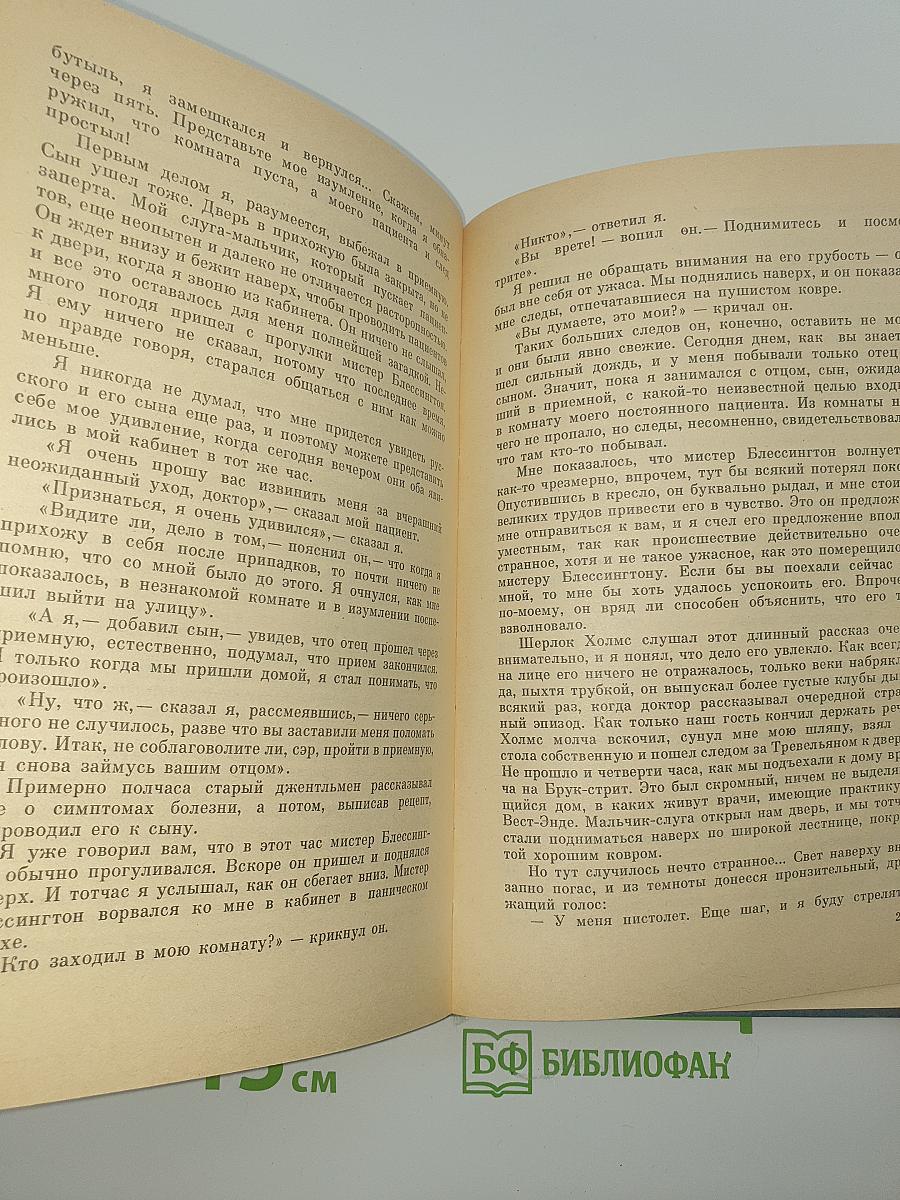 бутыль, я замешкался и вернулся... Скажем, минут
через пять. Представьте мое изумление, когда я обна-
ружил, что комната пуста, а моего пациента и след
простыл!
Первым делом я, разумеется, выбежал в приемную,
Сын ушел тоже. Дверь в прихожую была закрыта, но не
заперта. Мой слуга-мальчик, который пускает пациен-
тов, еще неопытен и далеко не отличается расторопностью.
Он ждет внизу и бежит наверх, чтобы проводить пациентов
к двери, когда я звоню из кабинета. Он ничего не слышал,
и все это оставалось для меня полнейшей загадкой. Не-
много погодя пришел с прогулки мистер Блессингтон.
Я ему ничего не сказал, потому что последнее время,
по правде говоря, старался общаться с ним как можно
меньше.
Я никогда не думал, что мне придется увидеть рус-
ского и его сына еще раз, и поэтому можете представить
себе мое удивление, когда сегодня вечером они оба яви-
лись в мой кабинет в тот же час.
«Я очень прошу вас извинить меня за вчерашний
неожиданный уход, доктор»,— сказал мой пациент.
«Признаться, я очень удивился»,— сказал я.
«Видите ли, дело в том,— пояснил он,— что когда я
прихожу в себя после припадков, то почти ничего не
помню, что со мной было до этого. Я очнулся, как мне
показалось, в незнакомой комнате и в изумлении поспе-
шил выйти на улицу».
«А я,— добавил сын,— увидев, что отец прошел через
приемную, естественно, подумал, что прием закончился.
И только когда мы пришли домой, я стал понимать, что
роизошло».
«Ну, что ж,— сказал я, рассмеявшись,— ничего серь-
ного не случилось, разве что вы заставили меня поломать
лову. Итак, не соблаговолите ли, сэр, пройти в приемную,
я снова займусь вашим отцом».
Примерно полчаса старый джентльмен рассказывал
е о симптомах болезни, а потом, выписав рецепт,
роводил его к сыну.
Я уже говорил вам, что в этот час мистер Блессинг-
обычно прогуливался. Вскоре он пришел и поднялся
ерх. И тотчас я услышал, как он сбегает вниз. Мистер
ссингтон ворвался ко мне в кабинет в паническом
хе.
Кто заходил в мою комнату?» — крикнул он.
«Никто»,— ответил я.
«Вы врете! — вопил он.— Поднимитесь и посмо
трите».
Я решил не обращать внимания на его грубость — о
был вне себя от ужаса. Мы поднялись наверх, и он показа
мне следы, отпечатавшиеся на пушистом ковре.
«Вы думаете, это мои?» — кричал он.
Таких больших следов он, конечно, оставить не мо
и они были явно свежие. Сегодня днем, как вы знает
шел сильный дождь, и у меня побывали только отец
сыном. Значит, пока я занимался с отцом, сын, ожида
ший в приемной, с какой-то неизвестной целью входи
в комнату моего постоянного пациента. Из комнаты н
чего не пропало, но следы, несомненно, свидетельствовал
что там кто-то побывал.
Мне показалось, что мистер Блессингтон волнует
как-то чрезмерно, впрочем, тут бы всякий потерял поко
Опустившись в кресло, он буквально рыдал, и мне стои
великих трудов привести его в чувство. Это он предлож
мне отправиться к вам, и я счел его предложение впол
уместным, так как происшествие действительно оче
странное, хотя и не такое ужасное, как это померещило
мистеру Блессингтону. Если бы вы поехали сейчас
мной, то мне бы хоть удалось успокоить его. Впроче
по-моему, он вряд ли способен объяснить, что его т
взволновало.
Шерлок Холмс слушал этот длинный рассказ оче
внимательно, и я понял, что дело его увлекло. Как всег
на лице его ничего не отражалось, только веки набрякл
да, пыхтя трубкой, он выпускал более густые клубы ды
всякий раз, когда доктор рассказывал очередной стра
ный эпизод. Как только наш гость кончил держать реч
Холмс молча вскочил, сунул мне мою шляпу, взял
стола собственную и пошел следом за Тревельяном к двер
Не прошло и четверти часа, как мы подъехали к дому вр
ча на Брук-стрит. Это был скромный, ничем не выделя
щийся дом, в каких живут врачи, имеющие практику
Вест-Энде. Мальчик-слуга открыл нам дверь, и мы тотч
стали подниматься наверх по широкой лестнице, покр
той хорошим ковром.
Но тут случилось нечто странное... Свет наверху вн
запно погас, и из темноты донесся пронзительный, др
жащий голос:
— У меня пистолет. Еще шаг, и я буду стрелят
2
15 см
БФ БИБЛИОФАН